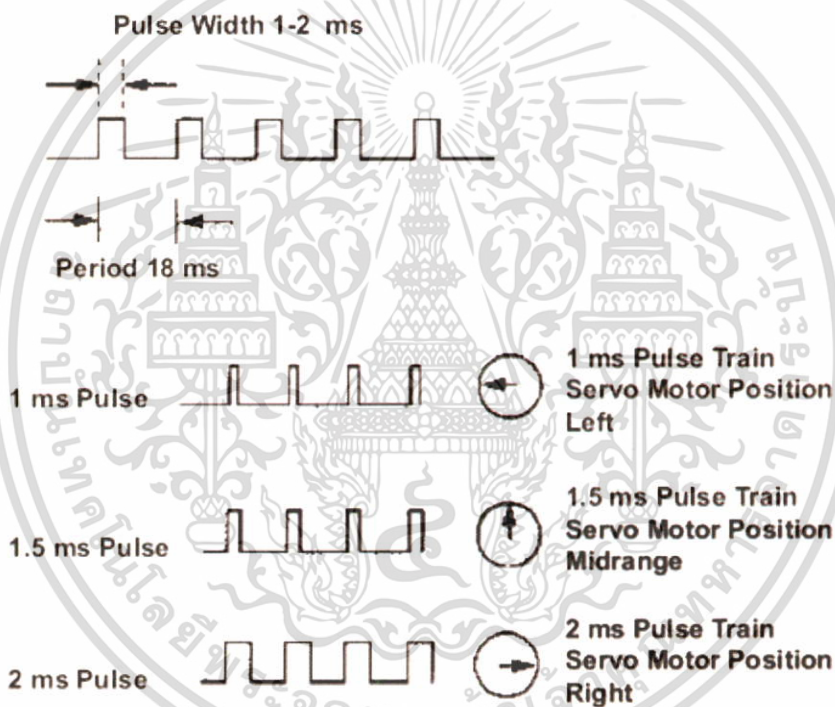 Pulse Width 1-2 ms
Period 18 ms
1 ms Pulse
1 ms Pulse Train
Servo Motor Position
Left
1.5 ms Pulse
1.5 ms Pulse Train
Servo Motor Position
Midrange
2 ms Pulse
2 ms Pulse Train
Servo Motor Position
Right